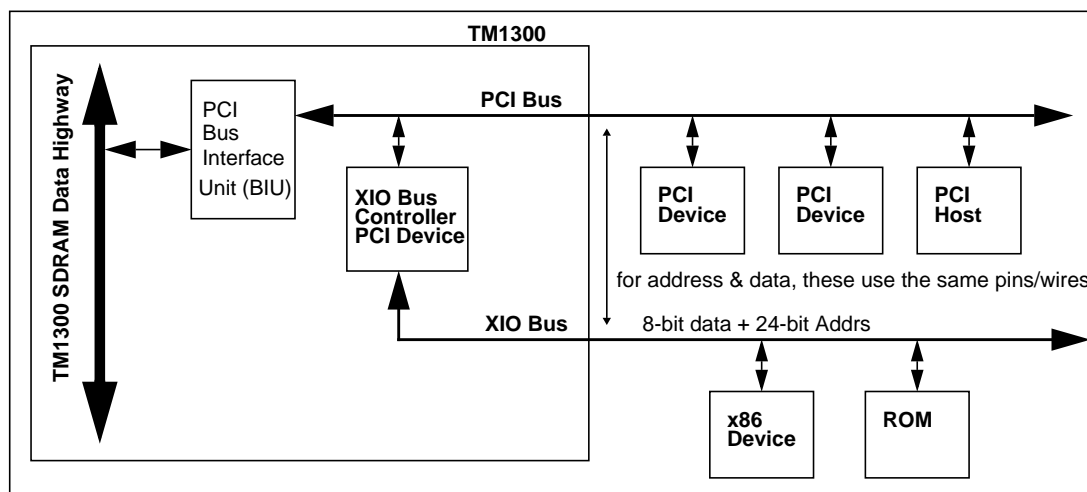 TM1300
TM1300 SDRAM Data Highway
PCI
Bus
Interface
Unit (BIU)
PCI Bus
XIO Bus
Controller
PCI Device
PCI
Device
PCI
Device
PCI
Host
for address & data, these use the same pins/wires
XIO Bus
8-bit data + 24-bit Addrs
x86
Device
ROM